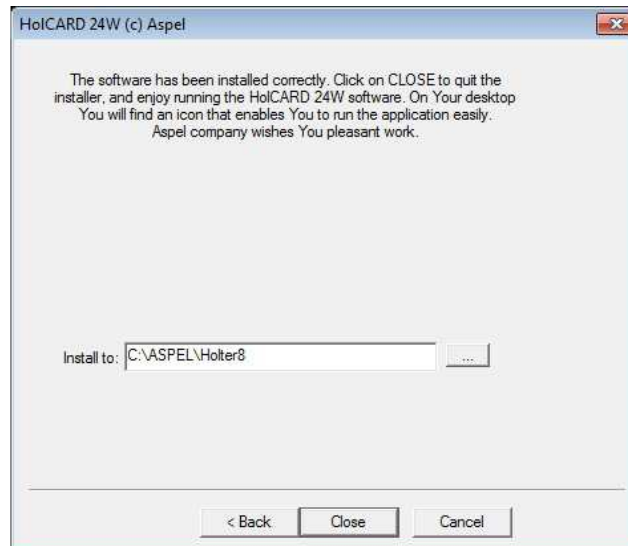 HolCARD 24W (c) Aspel
The software has been installed correctly. Click on CLOSE to quit the
installer, and enjoy running the HolCARD 24W software. On Your desktop
You will find an icon that enables You to run the application easily.
Aspel company wishes You pleasant work.
Install to: C:\ASPEL\Holter8 ...
< Back Close Cancel